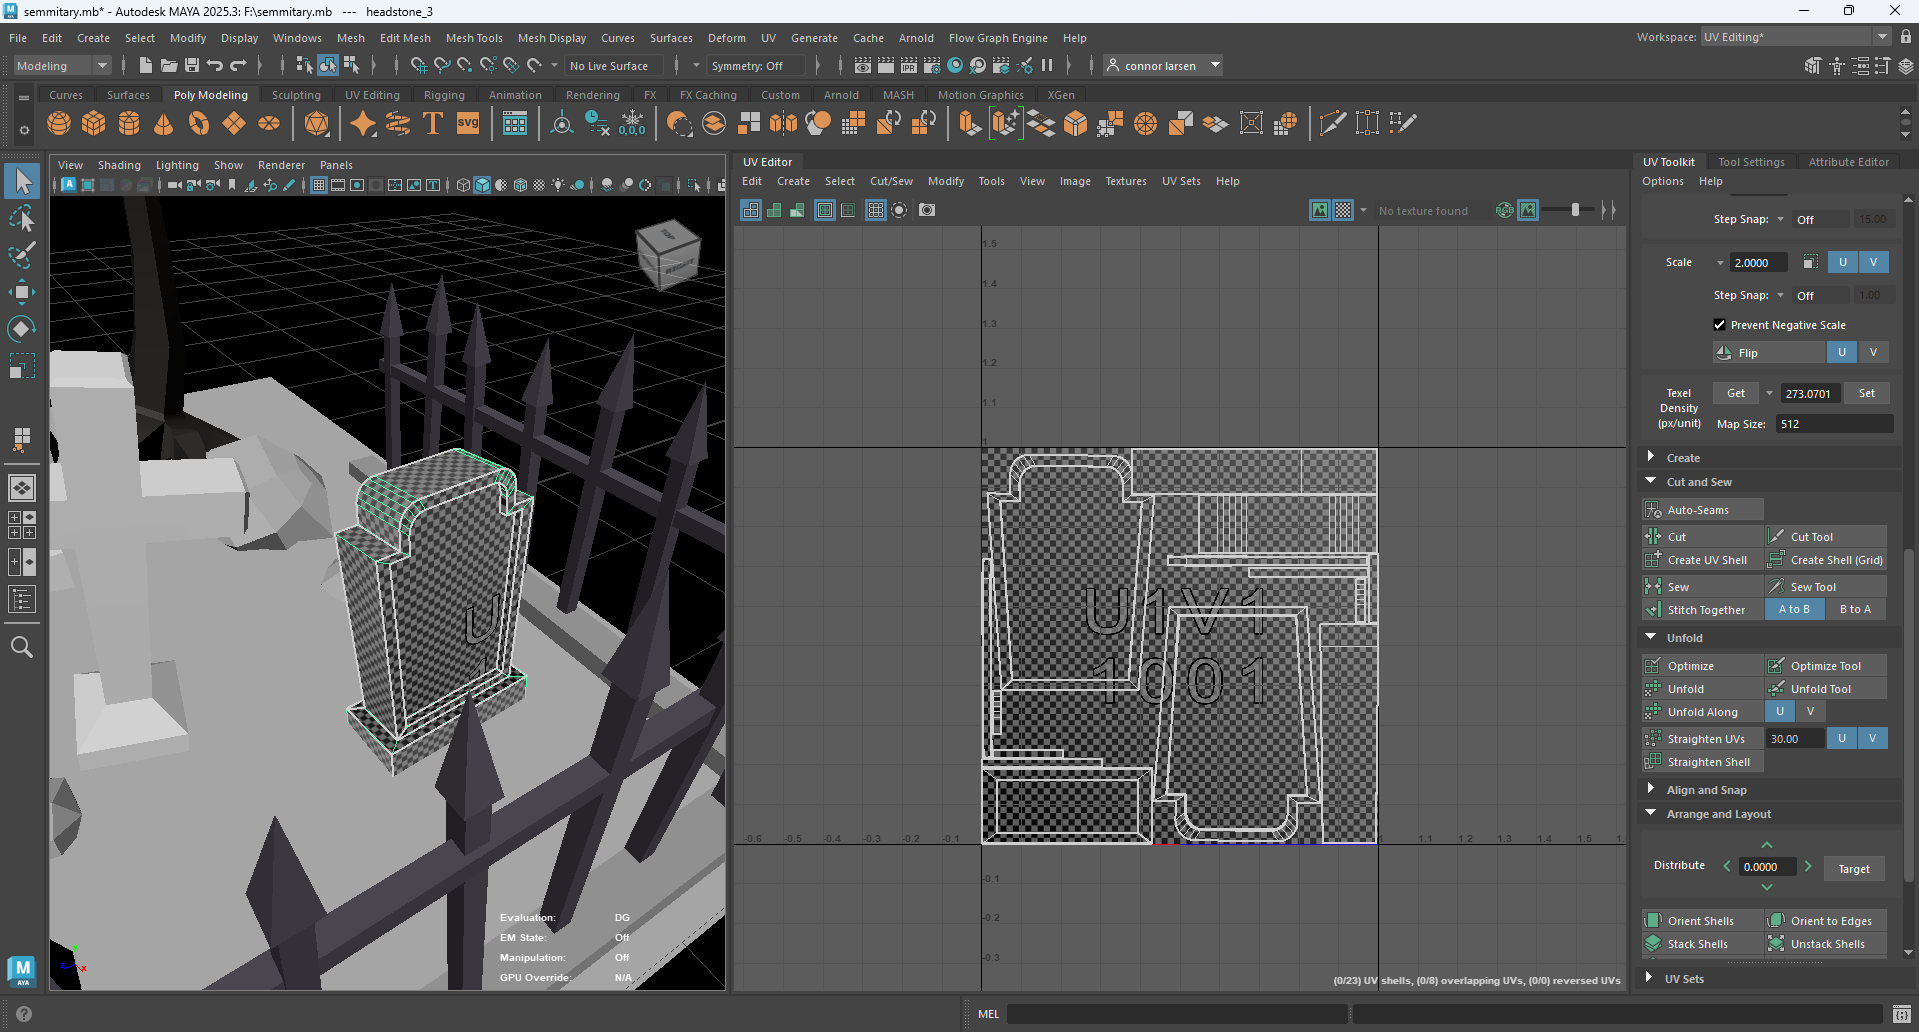 semmitary.mb* - Autodesk MAYA 2025.3: F:\semmitary.mb --- headstone_3
File Edit Create Select Modify Display Windows Mesh Edit Mesh Mesh Tools Mesh Display Curves Surfaces Deform UV Generate Cache Arnold Flow Graph Engine Help
Workspace: UV Editing*
Modeling No Live Surface Symmetry: Off IPR connor larsen
Curves Surfaces Poly Modeling Sculpting UV Editing Rigging Animation Rendering FX FX Caching Custom Arnold MASH Motion Graphics XGen
T SVG 0,0,0
View Shading Lighting Show Renderer Panels
UV Editor
Edit Create Select Cut/Sew Modify Tools View Image Textures UV Sets Help
No texture found RGB
UV Toolkit Tool Settings Attribute Editor
Options Help
Step Snap: Off 15.00
Scale 2.0000 U V
Step Snap: Off 1.00
Prevent Negative Scale
Flip U V
Texel Density (px/unit) Get 273.0701 Set
Map Size: 512
Create
Cut and Sew
Auto-Seams
Cut Cut Tool
Create UV Shell Create Shell (Grid)
Sew Sew Tool
Stitch Together A to B B to A
Unfold
Optimize Optimize Tool
Unfold Unfold Tool
Unfold Along U V
Straighten UVs 30.00 U V
Straighten Shell
Align and Snap
Arrange and Layout
Distribute 0.0000 Target
Orient Shells Orient to Edges
Stack Shells Unstack Shells
UV Sets
TOP
RIGHT
U
1
1.5
1.4
1.3
1.2
1.1
1
U1V1
1001
-0.6 -0.5 -0.4 -0.3 -0.2 -0.1 1 1.1 1.2 1.3 1.4 1.5
-0.1
-0.2
-0.3
Evaluation: DG
EM State: Off
Manipulation: Off
GPU Override: N/A
(0/23) UV shells, (0/8) overlapping UVs, (0/0) reversed UVs
M
AYA
MEL